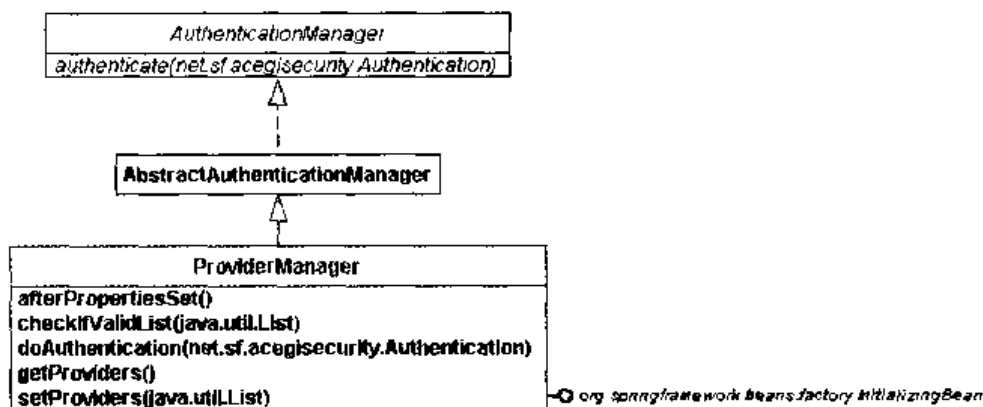 AuthenticationManager
authenticate(net.sf acegisecurity Authentication)
AbstractAuthenticationManager
ProviderManager
afterPropertiesSet()
checkIfValidList(java.util.List)
doAuthentication(net.sf.acegisecurity.Authentication)
getProviders()
setProviders(java.util.List)
org springframework beans.factory InitializingBean